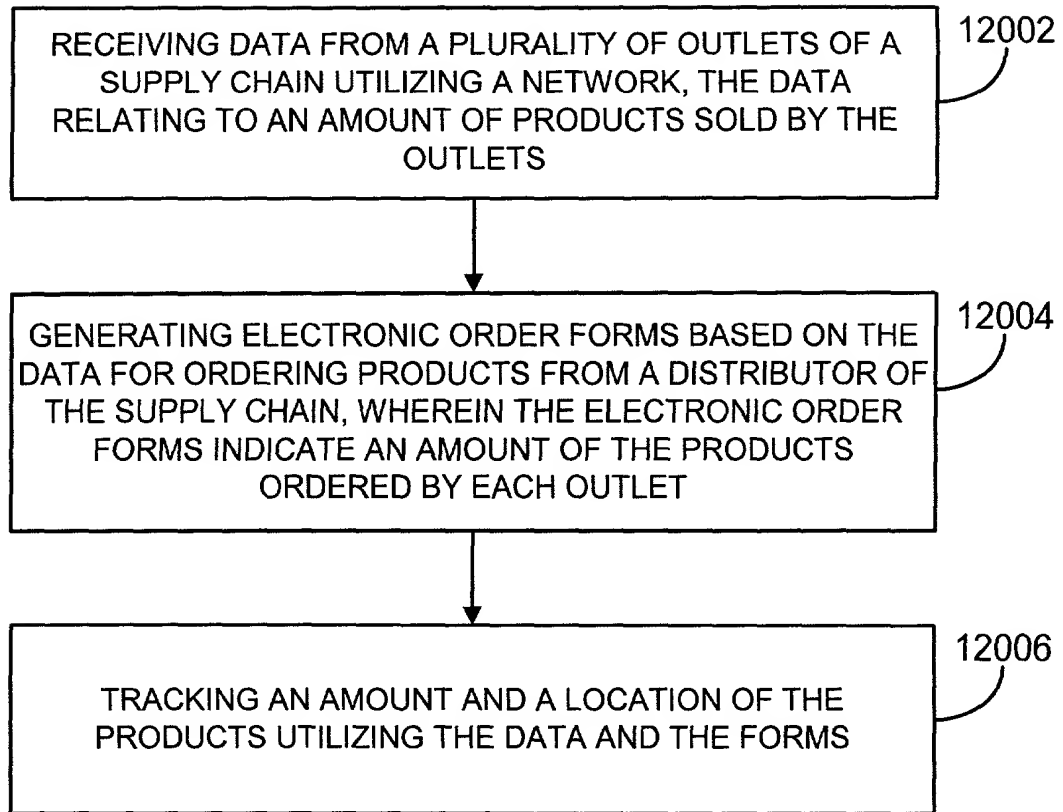 RECEIVING DATA FROM A PLURALITY OF OUTLETS OF A
SUPPLY CHAIN UTILIZING A NETWORK, THE DATA
RELATING TO AN AMOUNT OF PRODUCTS SOLD BY THE
OUTLETS
12002
GENERATING ELECTRONIC ORDER FORMS BASED ON THE
DATA FOR ORDERING PRODUCTS FROM A DISTRIBUTOR OF
THE SUPPLY CHAIN, WHEREIN THE ELECTRONIC ORDER
FORMS INDICATE AN AMOUNT OF THE PRODUCTS
ORDERED BY EACH OUTLET
12004
TRACKING AN AMOUNT AND A LOCATION OF THE
PRODUCTS UTILIZING THE DATA AND THE FORMS
12006